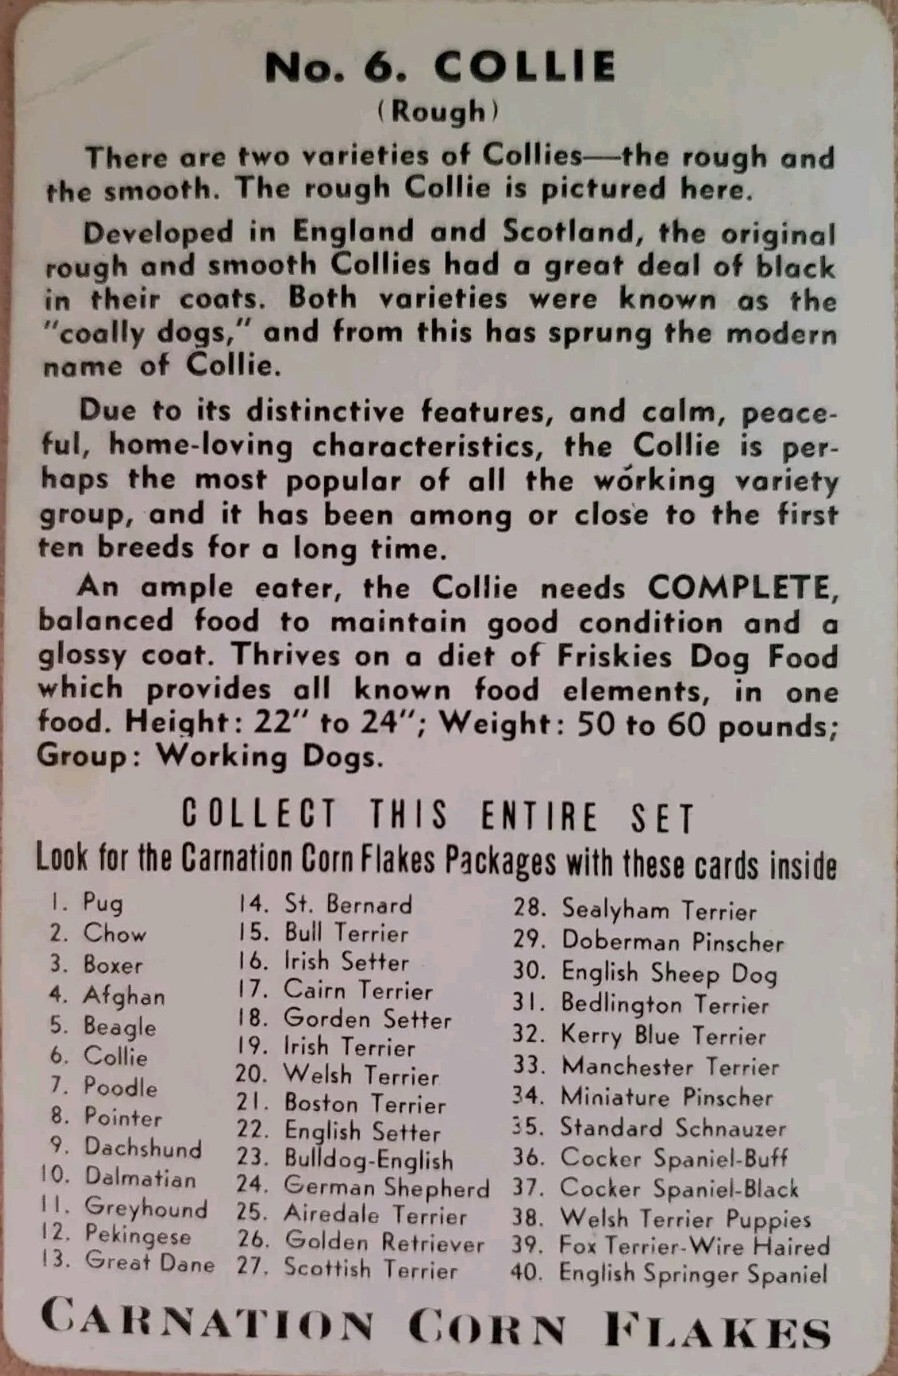 No. 6. COLLIE
(Rough)
There are two varieties of Collies—the rough and
the smooth. The rough Collie is pictured here.
Developed in England and Scotland, the original
rough and smooth Collies had a great deal of black
in their coats. Both varieties were known as the
"coally dogs," and from this has sprung the modern
name of Collie.
Due to its distinctive features, and calm, peace-
ful, home-loving characteristics, the Collie is per-
haps the most popular of all the working variety
group, and it has been among or close to the first
ten breeds for a long time.
An ample eater, the Collie needs COMPLETE,
balanced food to maintain good condition and a
glossy coat. Thrives on a diet of Friskies Dog Food
which provides all known food elements, in one
food. Height: 22" to 24"; Weight: 50 to 60 pounds;
Group: Working Dogs.
COLLECT THIS ENTIRE SET
Look for the Carnation Corn Flakes Packages with these cards inside
1. Pug
2. Chow
3. Boxer
4. Afghan
5. Beagle
6. Collie
7. Poodle
8. Pointer
9. Dachshund
10. Dalmatian
11. Greyhound
12. Pekingese
13. Great Dane
14. St. Bernard
15. Bull Terrier
16. Irish Setter
17. Cairn Terrier
18. Gorden Setter
19. Irish Terrier
20. Welsh Terrier
21. Boston Terrier
22. English Setter
23. Bulldog-English
24. German Shepherd
25. Airedale Terrier
26. Golden Retriever
27. Scottish Terrier
28. Sealyham Terrier
29. Doberman Pinscher
30. English Sheep Dog
31. Bedlington Terrier
32. Kerry Blue Terrier
33. Manchester Terrier
34. Miniature Pinscher
35. Standard Schnauzer
36. Cocker Spaniel-Buff
37. Cocker Spaniel-Black
38. Welsh Terrier Puppies
39. Fox Terrier-Wire Haired
40. English Springer Spaniel
CARNATION CORN FLAKES